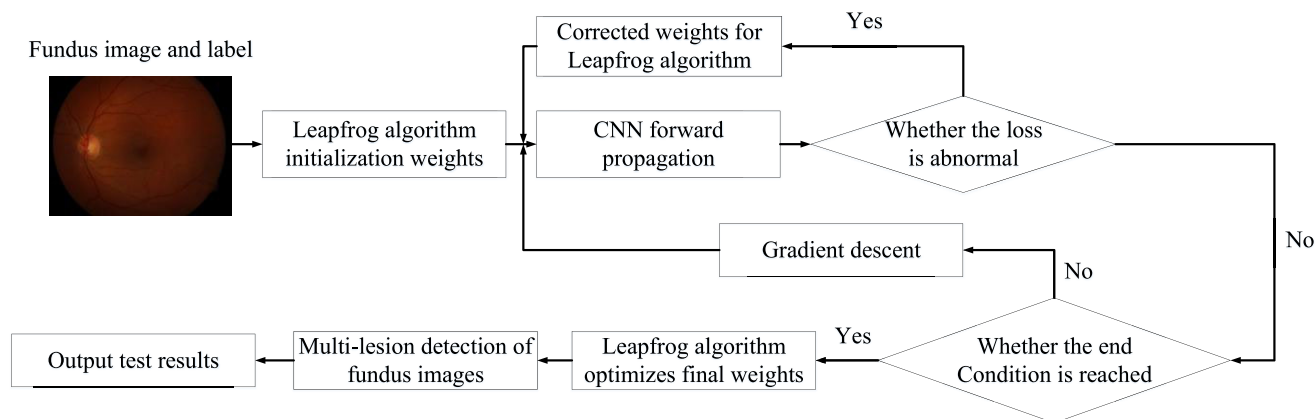 Fundus image and label
Leapfrog algorithm
initialization weights
Corrected weights for
Leapfrog algorithm
Yes
CNN forward
propagation
Whether the loss
is abnormal
No
Gradient descent
No
Whether the end
Condition is reached
Yes
Leapfrog algorithm
optimizes final weights
Multi-lesion detection of
fundus images
Output test results